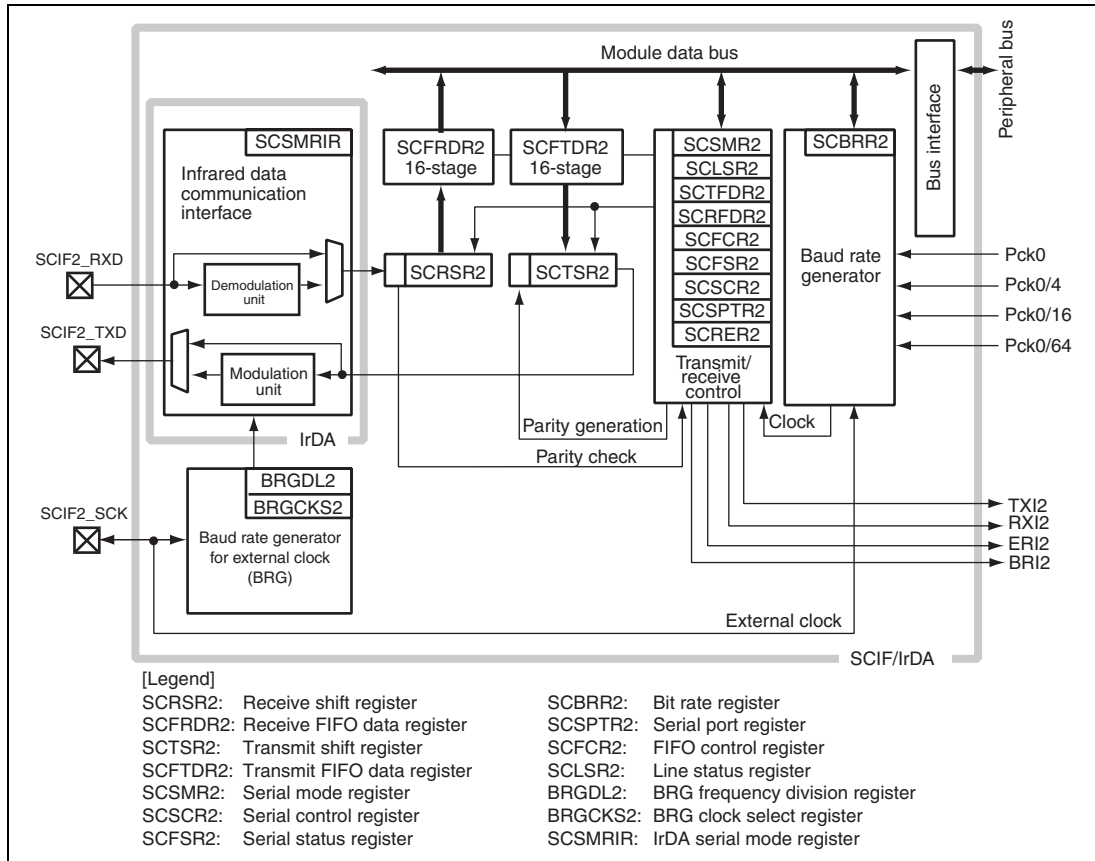 Module data bus
Peripheral bus
Bus interface
SCSMRIR
Infrared data
communication
interface
SCFRDR2
16-stage
SCFTDR2
16-stage
SCSMR2
SCLSR2
SCTFDR2
SCRFDR2
SCFCR2
SCFSR2
SCSCR2
SCSPTR2
SCRER2
Transmit/
receive
control
SCBRR2
Baud rate
generator
SCIF2_RXD
Demodulation
unit
SCRSR2
SCTSR2
Pck0
Pck0/4
Pck0/16
Pck0/64
SCIF2_TXD
Modulation
unit
IrDA
Parity generation
Parity check
Clock
BRGDL2
BRGCKS2
SCIF2_SCK
Baud rate generator
for external clock
(BRG)
TXI2
RXI2
ERI2
BRI2
External clock
SCIF/IrDA
[Legend]
SCRSR2: Receive shift register
SCFRDR2: Receive FIFO data register
SCTSR2: Transmit shift register
SCFTDR2: Transmit FIFO data register
SCSMR2: Serial mode register
SCSCR2: Serial control register
SCFSR2: Serial status register
SCBRR2: Bit rate register
SCSPTR2: Serial port register
SCFCR2: FIFO control register
SCLSR2: Line status register
BRGDL2: BRG frequency division register
BRGCKS2: BRG clock select register
SCSMRIR: IrDA serial mode register